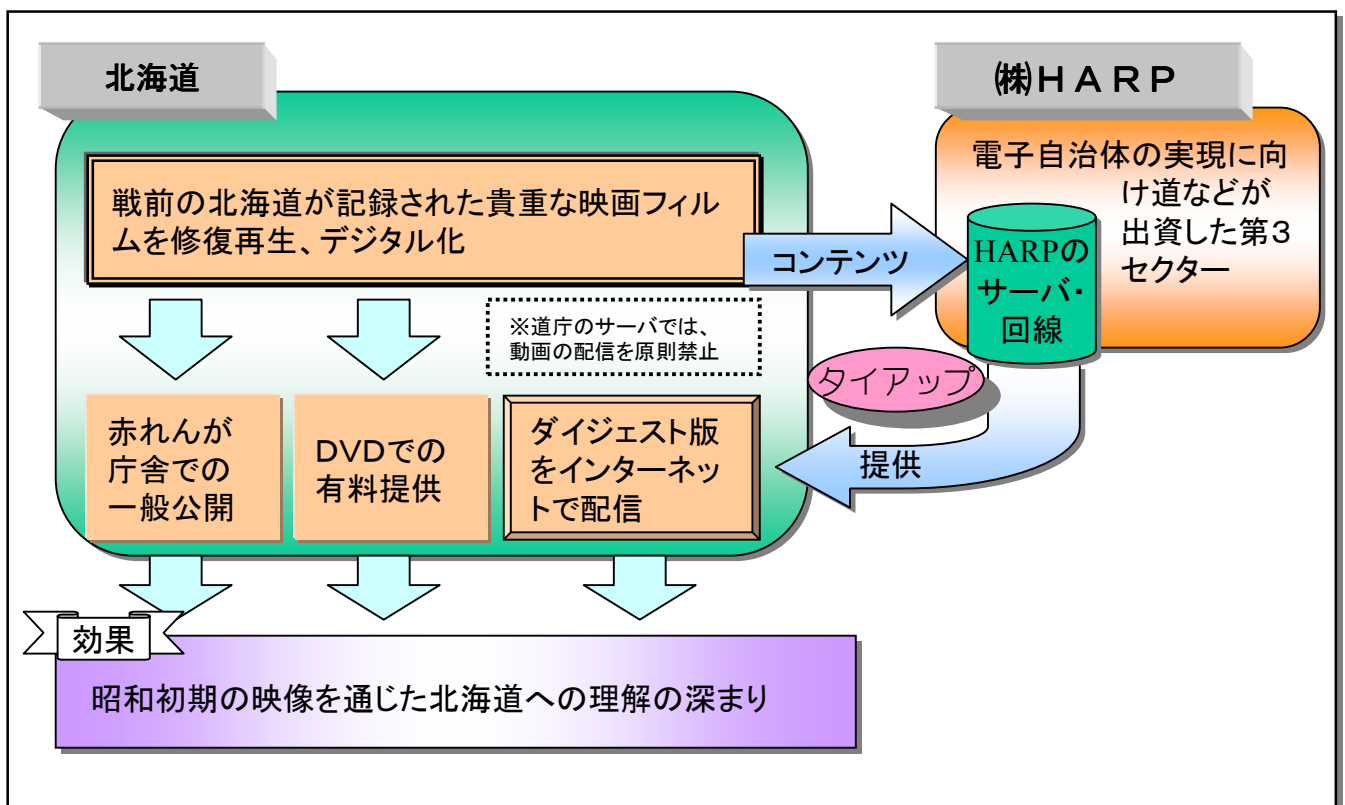 北海道
㈱ＨＡＲＰ
戦前の北海道が記録された貴重な映画フィル
ムを修復再生、デジタル化
コンテンツ
電子自治体の実現に向
け道などが
出資した第３
セクター
HARPの
サーバ・
回線
※道庁のサーバでは、
動画の配信を原則禁止
タイアップ
提供
赤れんが
庁舎での
一般公開
ＤＶＤでの
有料提供
ダイジェスト版
をインターネッ
トで配信
効果
昭和初期の映像を通じた北海道への理解の深まり